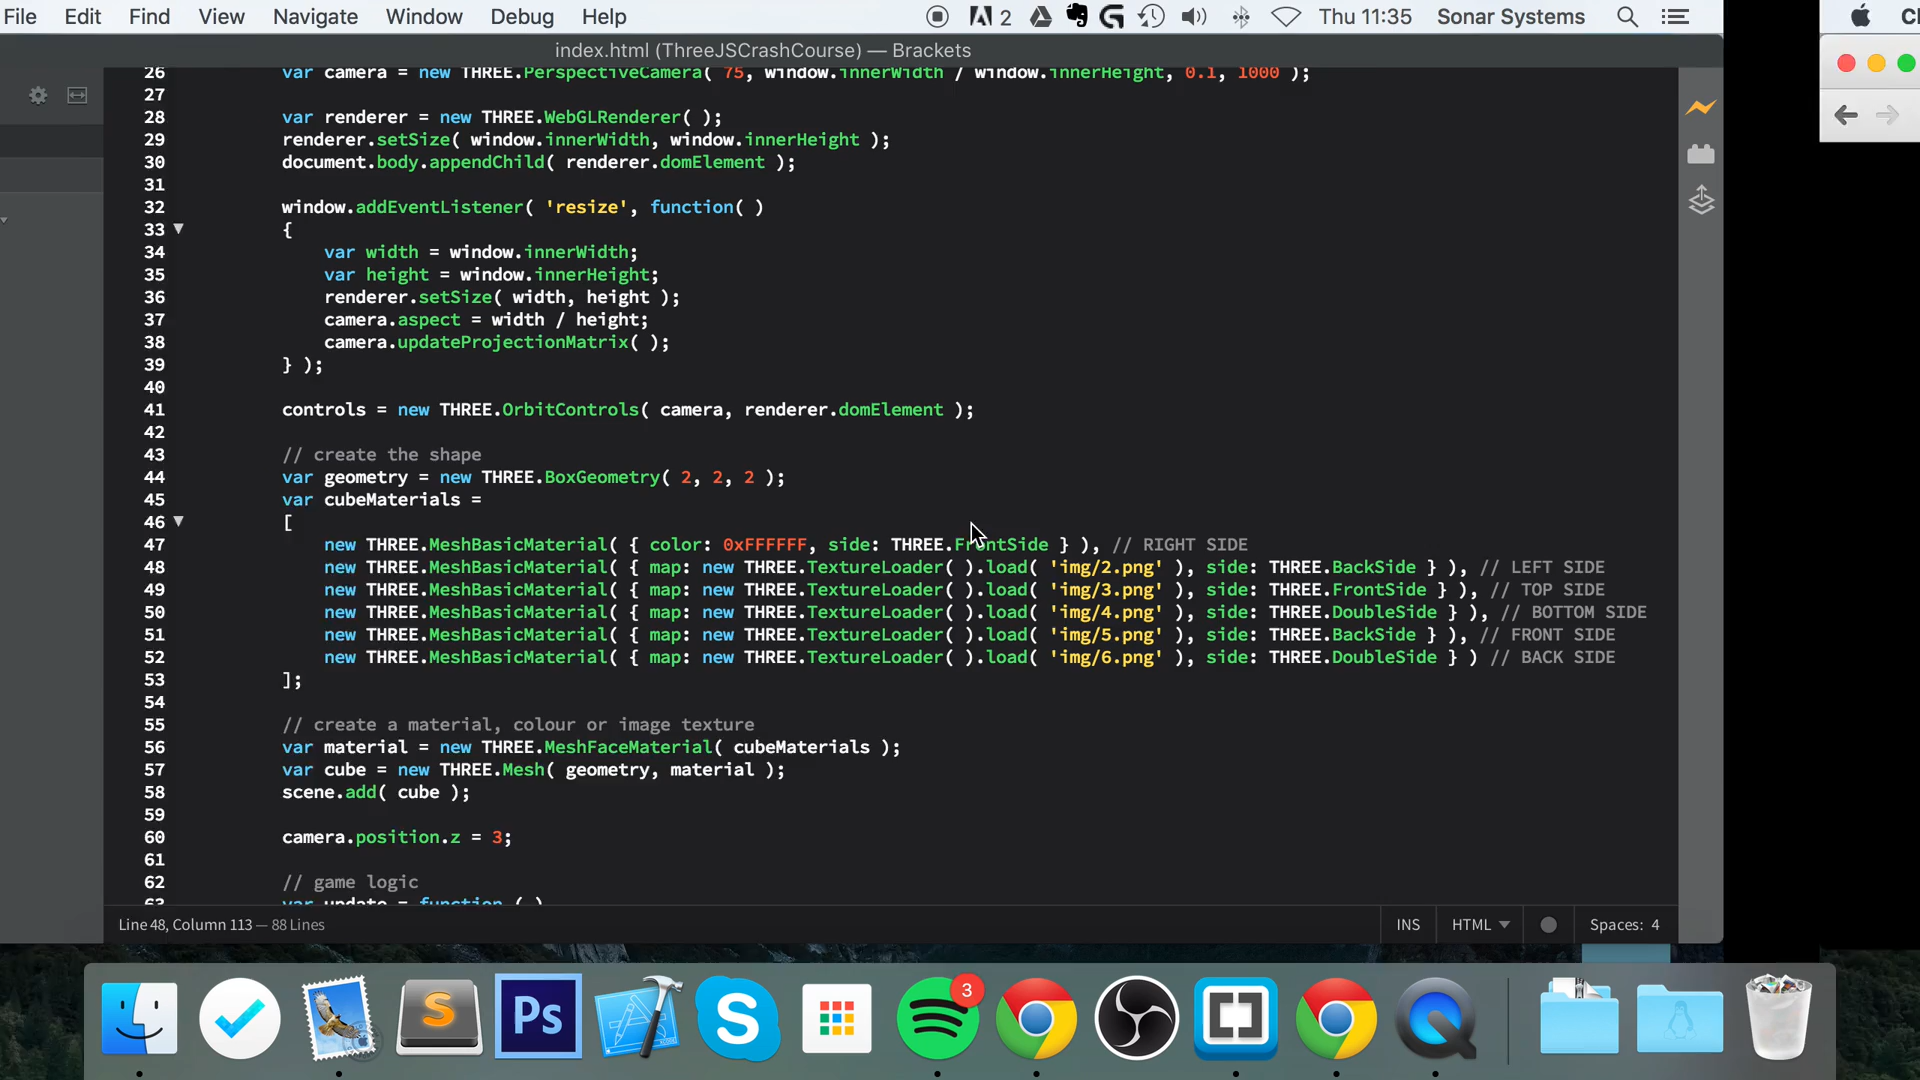 File Edit Find View Navigate Window Debug Help 2 Thu 11:35 Sonar Systems
index.html (ThreeJSCrashCourse) — Brackets
26 var camera = new THREE.PerspectiveCamera( 75, window.innerWidth / window.innerHeight, 0.1, 1000 );
27
28 var renderer = new THREE.WebGLRenderer( );
29 renderer.setSize( window.innerWidth, window.innerHeight );
30 document.body.appendChild( renderer.domElement );
31
32 window.addEventListener( 'resize', function( )
33 {
34 var width = window.innerWidth;
35 var height = window.innerHeight;
36 renderer.setSize( width, height );
37 camera.aspect = width / height;
38 camera.updateProjectionMatrix( );
39 } );
40
41 controls = new THREE.OrbitControls( camera, renderer.domElement );
42
43 // create the shape
44 var geometry = new THREE.BoxGeometry( 2, 2, 2 );
45 var cubeMaterials =
46 [
47 new THREE.MeshBasicMaterial( { color: 0xFFFFFF, side: THREE.FrontSide } ), // RIGHT SIDE
48 new THREE.MeshBasicMaterial( { map: new THREE.TextureLoader( ).load( 'img/2.png' ), side: THREE.BackSide } ), // LEFT SIDE
49 new THREE.MeshBasicMaterial( { map: new THREE.TextureLoader( ).load( 'img/3.png' ), side: THREE.FrontSide } ), // TOP SIDE
50 new THREE.MeshBasicMaterial( { map: new THREE.TextureLoader( ).load( 'img/4.png' ), side: THREE.DoubleSide } ), // BOTTOM SIDE
51 new THREE.MeshBasicMaterial( { map: new THREE.TextureLoader( ).load( 'img/5.png' ), side: THREE.BackSide } ), // FRONT SIDE
52 new THREE.MeshBasicMaterial( { map: new THREE.TextureLoader( ).load( 'img/6.png' ), side: THREE.DoubleSide } ) // BACK SIDE
53 ];
54
55 // create a material, colour or image texture
56 var material = new THREE.MeshFaceMaterial( cubeMaterials );
57 var cube = new THREE.Mesh( geometry, material );
58 scene.add( cube );
59
60 camera.position.z = 3;
61
62 // game logic
63 var update = function ( )
Line 48, Column 113 — 88 Lines INS HTML Spaces: 4
S Ps S 3